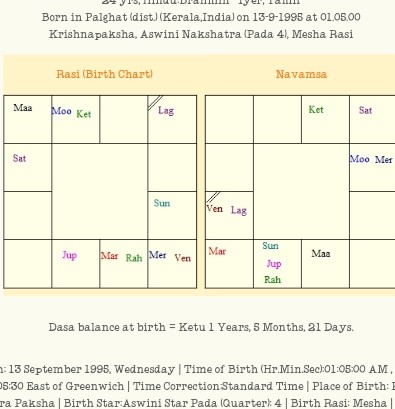 24 yrs, Hindu:Brahmin - Iyer, Tamil
Born in Palghat (dist.) (Kerala,India) on 13-9-1995 at 01.05.00
Krishnapaksha, Aswini Nakshatra (Pada 4), Mesha Rasi
Rasi (Birth Chart) Navamsa
Maa Moo Ket Lag Ket Sat
Sat Moo Mer
Sun Ven Lag
Jup Mar Rah Mer Ven Mar Sun Jup Rah Maa
Dasa balance at birth = Ketu 1 Years, 5 Months, 21 Days.
: 13 September 1995, Wednesday | Time of Birth (Hr.Min.Sec):01:05:00 AM ,
05:30 East of Greenwich | Time Correction:Standard Time | Place of Birth:
ra Paksha | Birth Star:Aswini Star Pada (Quarter): 4 | Birth Rasi: Mesha |